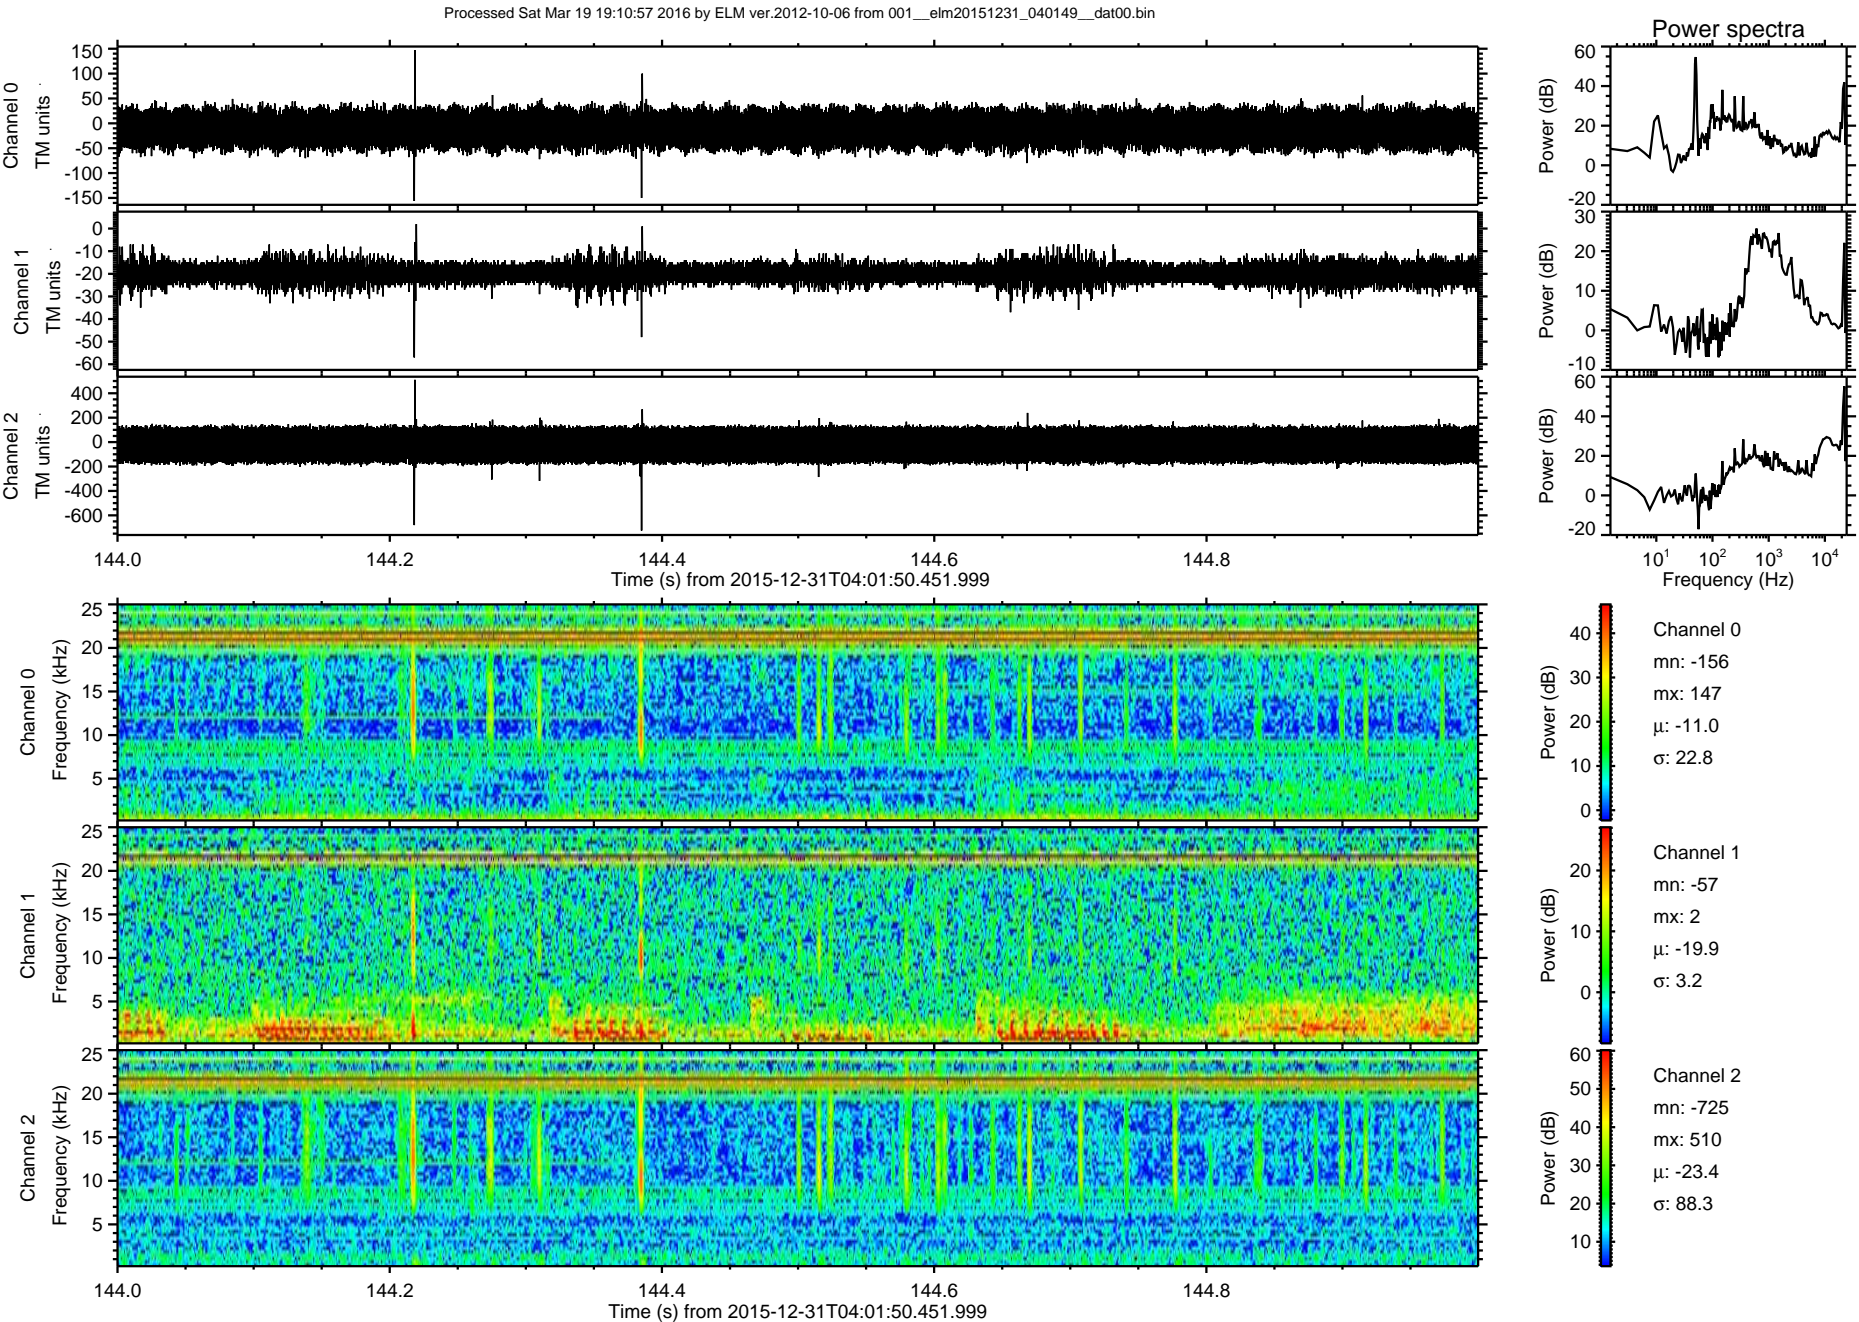 Processed Sat Mar 19 19:10:57 2016 by ELM ver.2012-10-06 from 001__elm20151231_040149__dat00.bin
Power spectra
Channel 0
TM units
150
100
50
0
-50
-100
-150
Power (dB)
60
40
20
0
-20
Channel 1
TM units
0
-10
-20
-30
-40
-50
-60
Power (dB)
30
20
10
0
-10
Channel 2
TM units
400
200
0
-200
-400
-600
Power (dB)
60
40
20
0
-20
144.0 144.2 144.4 144.6 144.8
Time (s) from 2015-12-31T04:01:50.451.999
10^1 10^2 10^3 10^4
Frequency (Hz)
Channel 0
Frequency (kHz)
25
20
15
10
5
Power (dB)
40
30
20
10
0
Channel 0
mn: -156
mx: 147
μ: -11.0
σ: 22.8
Channel 1
Frequency (kHz)
25
20
15
10
5
Power (dB)
20
10
0
Channel 1
mn: -57
mx: 2
μ: -19.9
σ: 3.2
Channel 2
Frequency (kHz)
25
20
15
10
5
Power (dB)
60
50
40
30
20
10
Channel 2
mn: -725
mx: 510
μ: -23.4
σ: 88.3
144.0 144.2 144.4 144.6 144.8
Time (s) from 2015-12-31T04:01:50.451.999